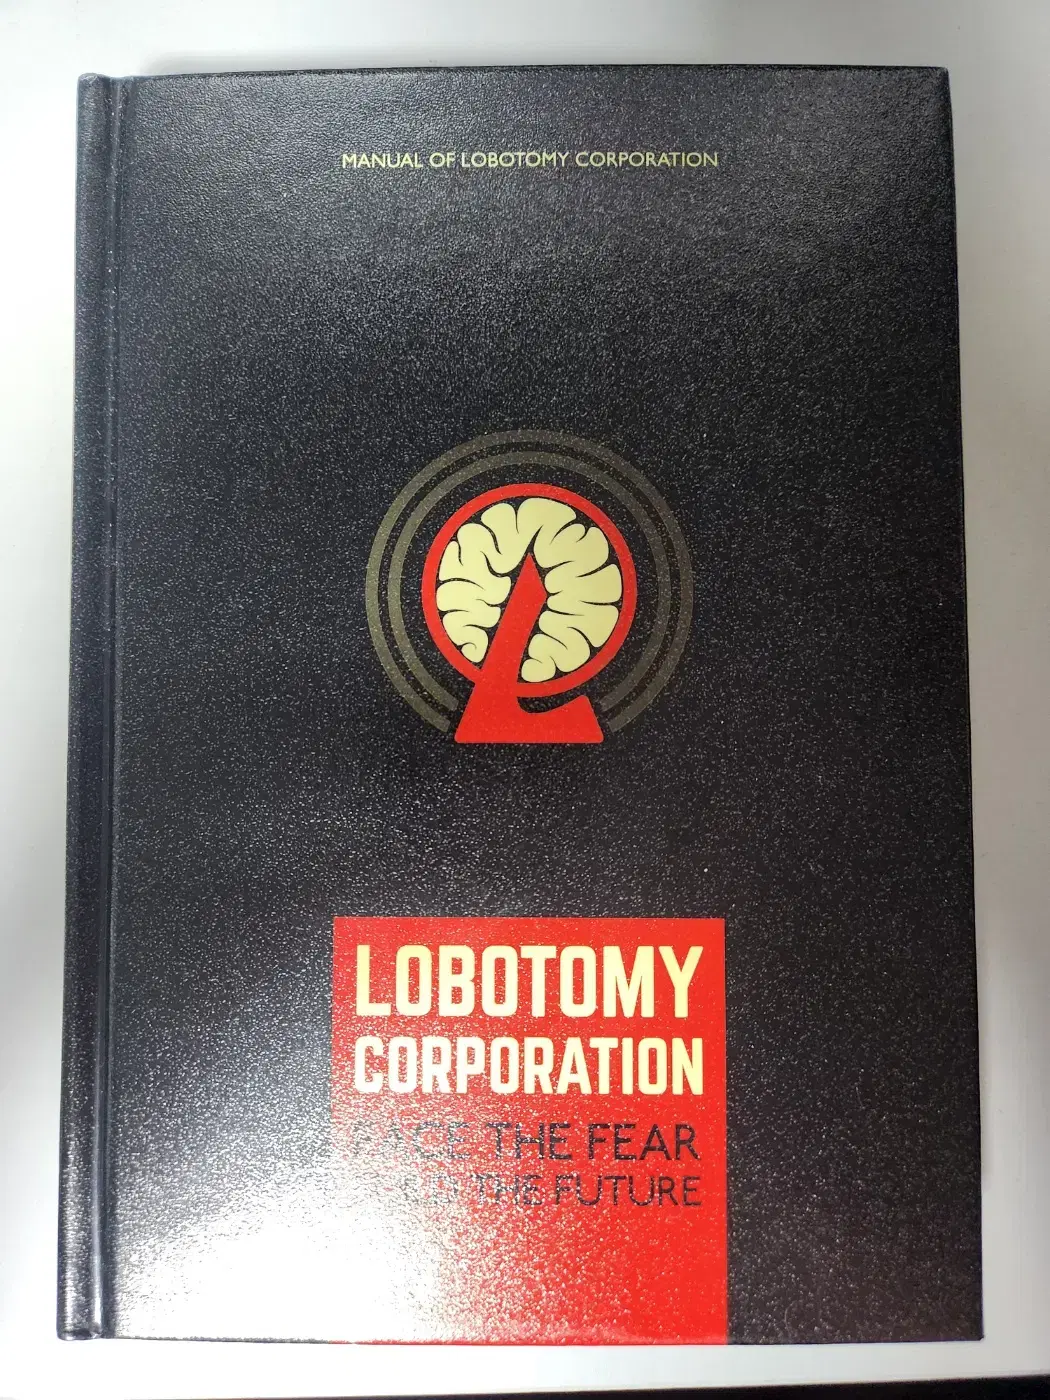 MANUAL OF LOBOTOMY CORPORATION
LOBOTOMY
CORPORATION
FACE THE FEAR
THE FUTURE